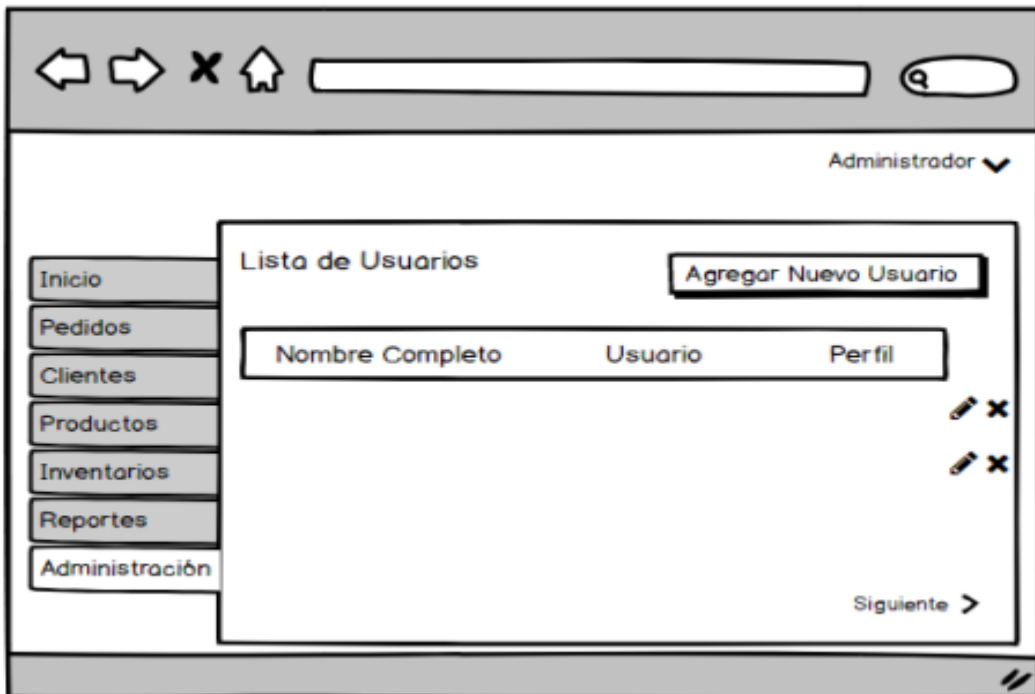 Administrador
Lista de Usuarios
Agregar Nuevo Usuario
Inicio
Pedidos
Clientes
Productos
Inventarios
Reportes
Administración
Nombre Completo Usuario Perfil
Siguiente >